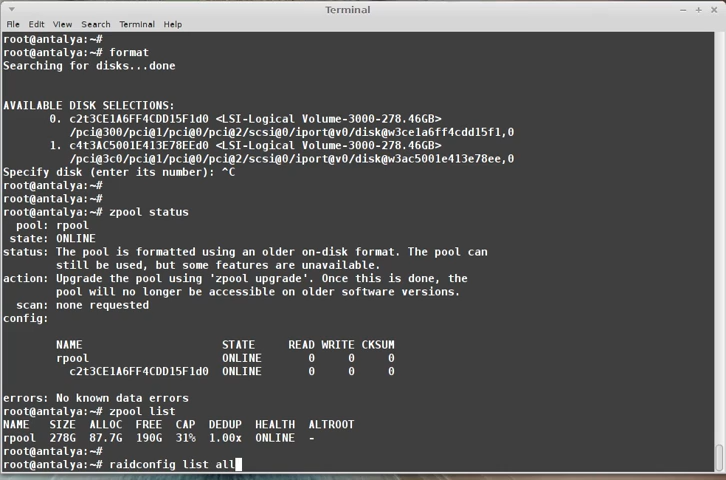 Terminal
File Edit View Search Terminal Help
root@antalya:~#
root@antalya:~# format
Searching for disks...done
AVAILABLE DISK SELECTIONS:
0. c2t3CE1A6FF4CDD15F1d0 <LSI-Logical Volume-3000-278.46GB>
/pci@300/pci@1/pci@0/pci@2/scsi@0/iport@v0/disk@w3ce1a6ff4cdd15f1,0
1. c4t3AC5001E413E78EEd0 <LSI-Logical Volume-3000-278.46GB>
/pci@3c0/pci@1/pci@0/pci@2/scsi@0/iport@v0/disk@w3ac5001e413e78ee,0
Specify disk (enter its number): ^C
root@antalya:~#
root@antalya:~#
root@antalya:~# zpool status
pool: rpool
state: ONLINE
status: The pool is formatted using an older on-disk format. The pool can
still be used, but some features are unavailable.
action: Upgrade the pool using 'zpool upgrade'. Once this is done, the
pool will no longer be accessible on older software versions.
scan: none requested
config:
NAME STATE READ WRITE CKSUM
rpool ONLINE 0 0 0
c2t3CE1A6FF4CDD15F1d0 ONLINE 0 0 0
errors: No known data errors
root@antalya:~# zpool list
NAME SIZE ALLOC FREE CAP DEDUP HEALTH ALTROOT
rpool 278G 87.7G 190G 31% 1.00x ONLINE -
root@antalya:~#
root@antalya:~# raidconfig list all